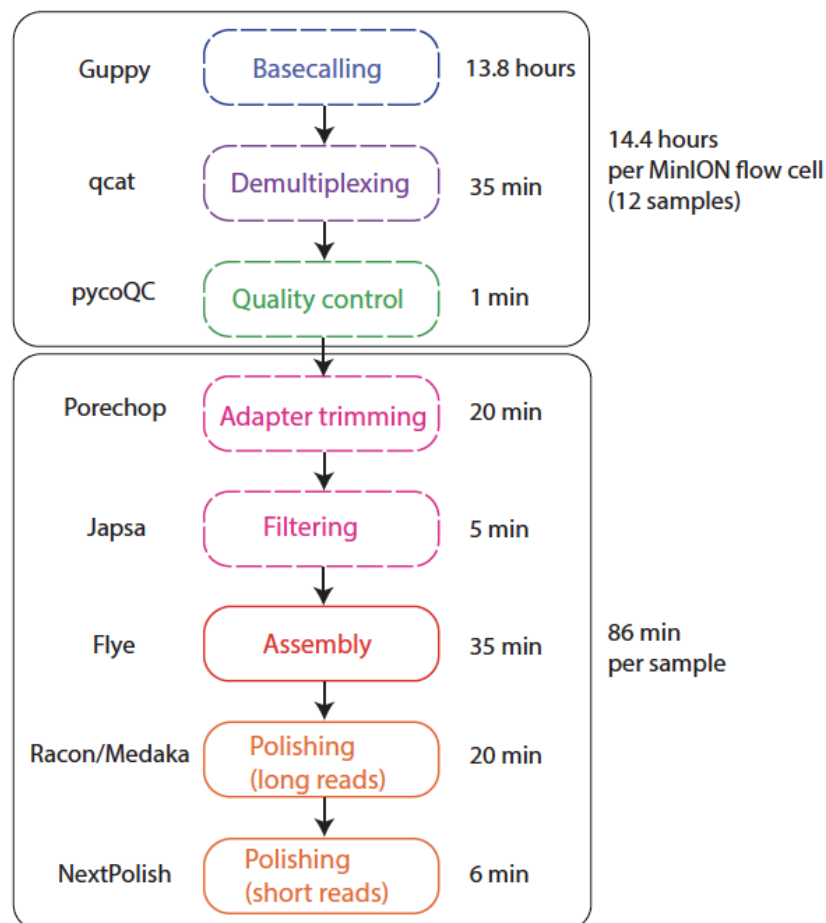 Guppy
Basecalling
13.8 hours
qcat
Demultiplexing
35 min
pycoQC
Quality control
1 min
14.4 hours
per MinION flow cell
(12 samples)
Porechop
Adapter trimming
20 min
Japsa
Filtering
5 min
Flye
Assembly
35 min
Racon/Medaka
Polishing
(long reads)
20 min
NextPolish
Polishing
(short reads)
6 min
86 min
per sample